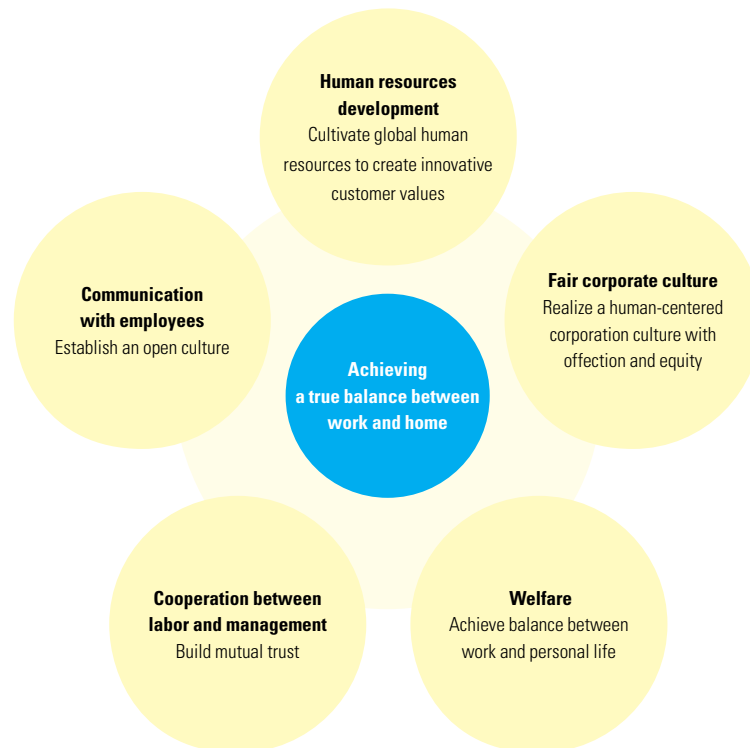 Human resources
development
Cultivate global human
resources to create innovative
customer values
Communication
with employees
Establish an open culture
Fair corporate culture
Realize a human-centered
corporation culture with
offection and equity
Achieving
a true balance between
work and home
Cooperation between
labor and management
Build mutual trust
Welfare
Achieve balance between
work and personal life